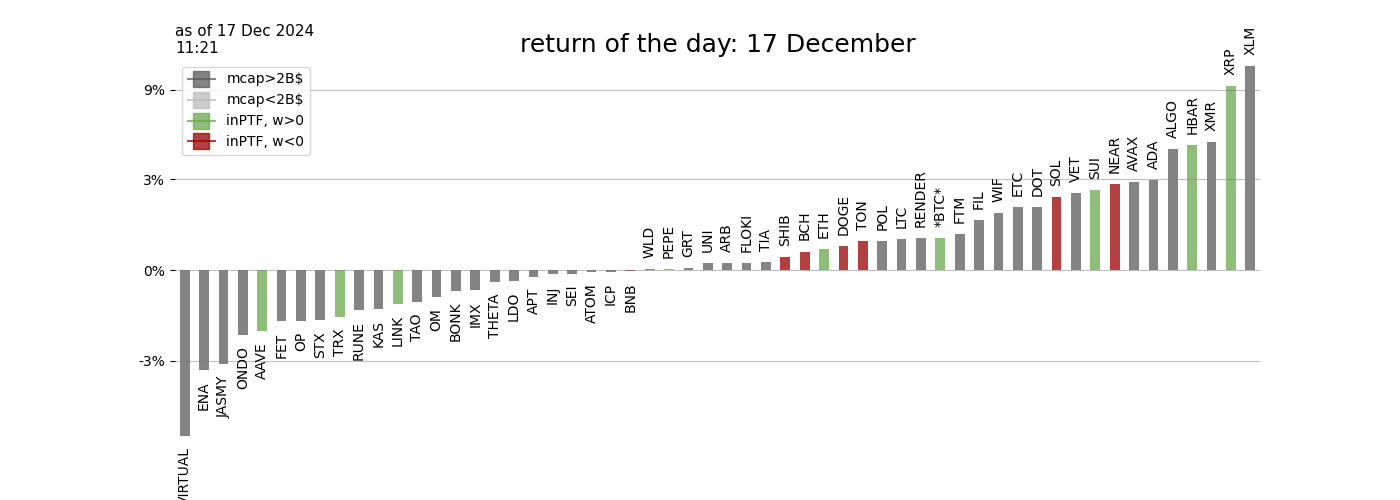 as of 17 Dec 2024
11:21
return of the day: 17 December
mcap>2B$
mcap<2B$
inPTF, w>0
inPTF, w<0
9%
3%
0%
-3%
VIRTUAL
ENA
JASMY
ONDO
AAVE
FET
OP
STX
TRX
RUNE
KAS
LINK
TAO
OM
BONK
IMX
THETA
LDO
APT
INJ
SEI
ATOM
ICP
BNB
WLD
PEPE
GRT
UNI
ARB
FLOKI
TIA
SHIB
BCH
ETH
DOGE
TON
POL
LTC
RENDER
*BTC*
FTM
FIL
WIF
ETC
DOT
SOL
VET
SUI
NEAR
AVAX
ADA
ALGO
HBAR
XMR
XRP
XLM